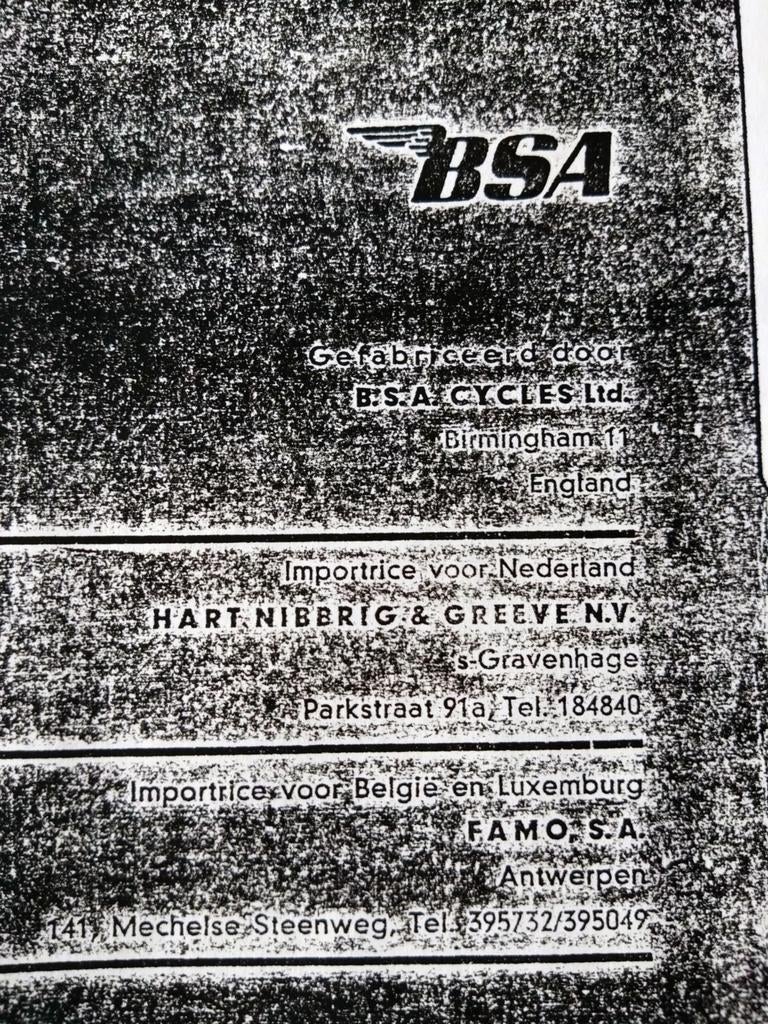 BSA
Gefabriceerd door
B.S.A. CYCLES Ltd.
Birmingham 11
England
Importrice voor Nederland
HART NIBBRIG & GREEVE N.V.
s-Gravenhage
Parkstraat 91a, Tel. 184840
Importrice voor België en Luxemburg
FAMO, S.A.
Antwerpen
141, Mechelse Steenweg, Tel. 395732/395049